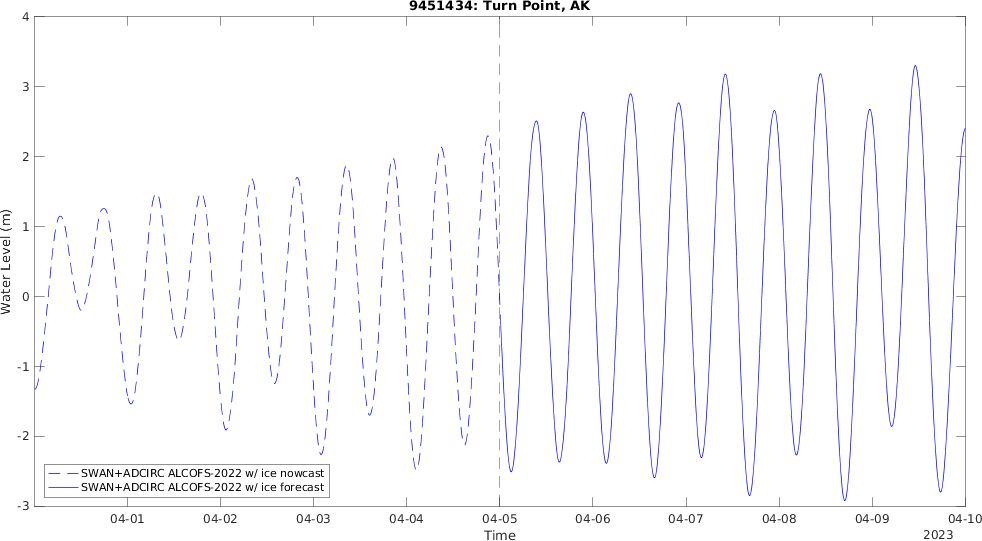 9451434: Turn Point, AK
4
3
2
1
0
-1
-2
-3
Water Level (m)
SWAN+ADCIRC ALCOFS-2022 w/ ice nowcast
SWAN+ADCIRC ALCOFS-2022 w/ ice forecast
04-01 04-02 04-03 04-04 04-05 04-06 04-07 04-08 04-09 04-10
Time
2023